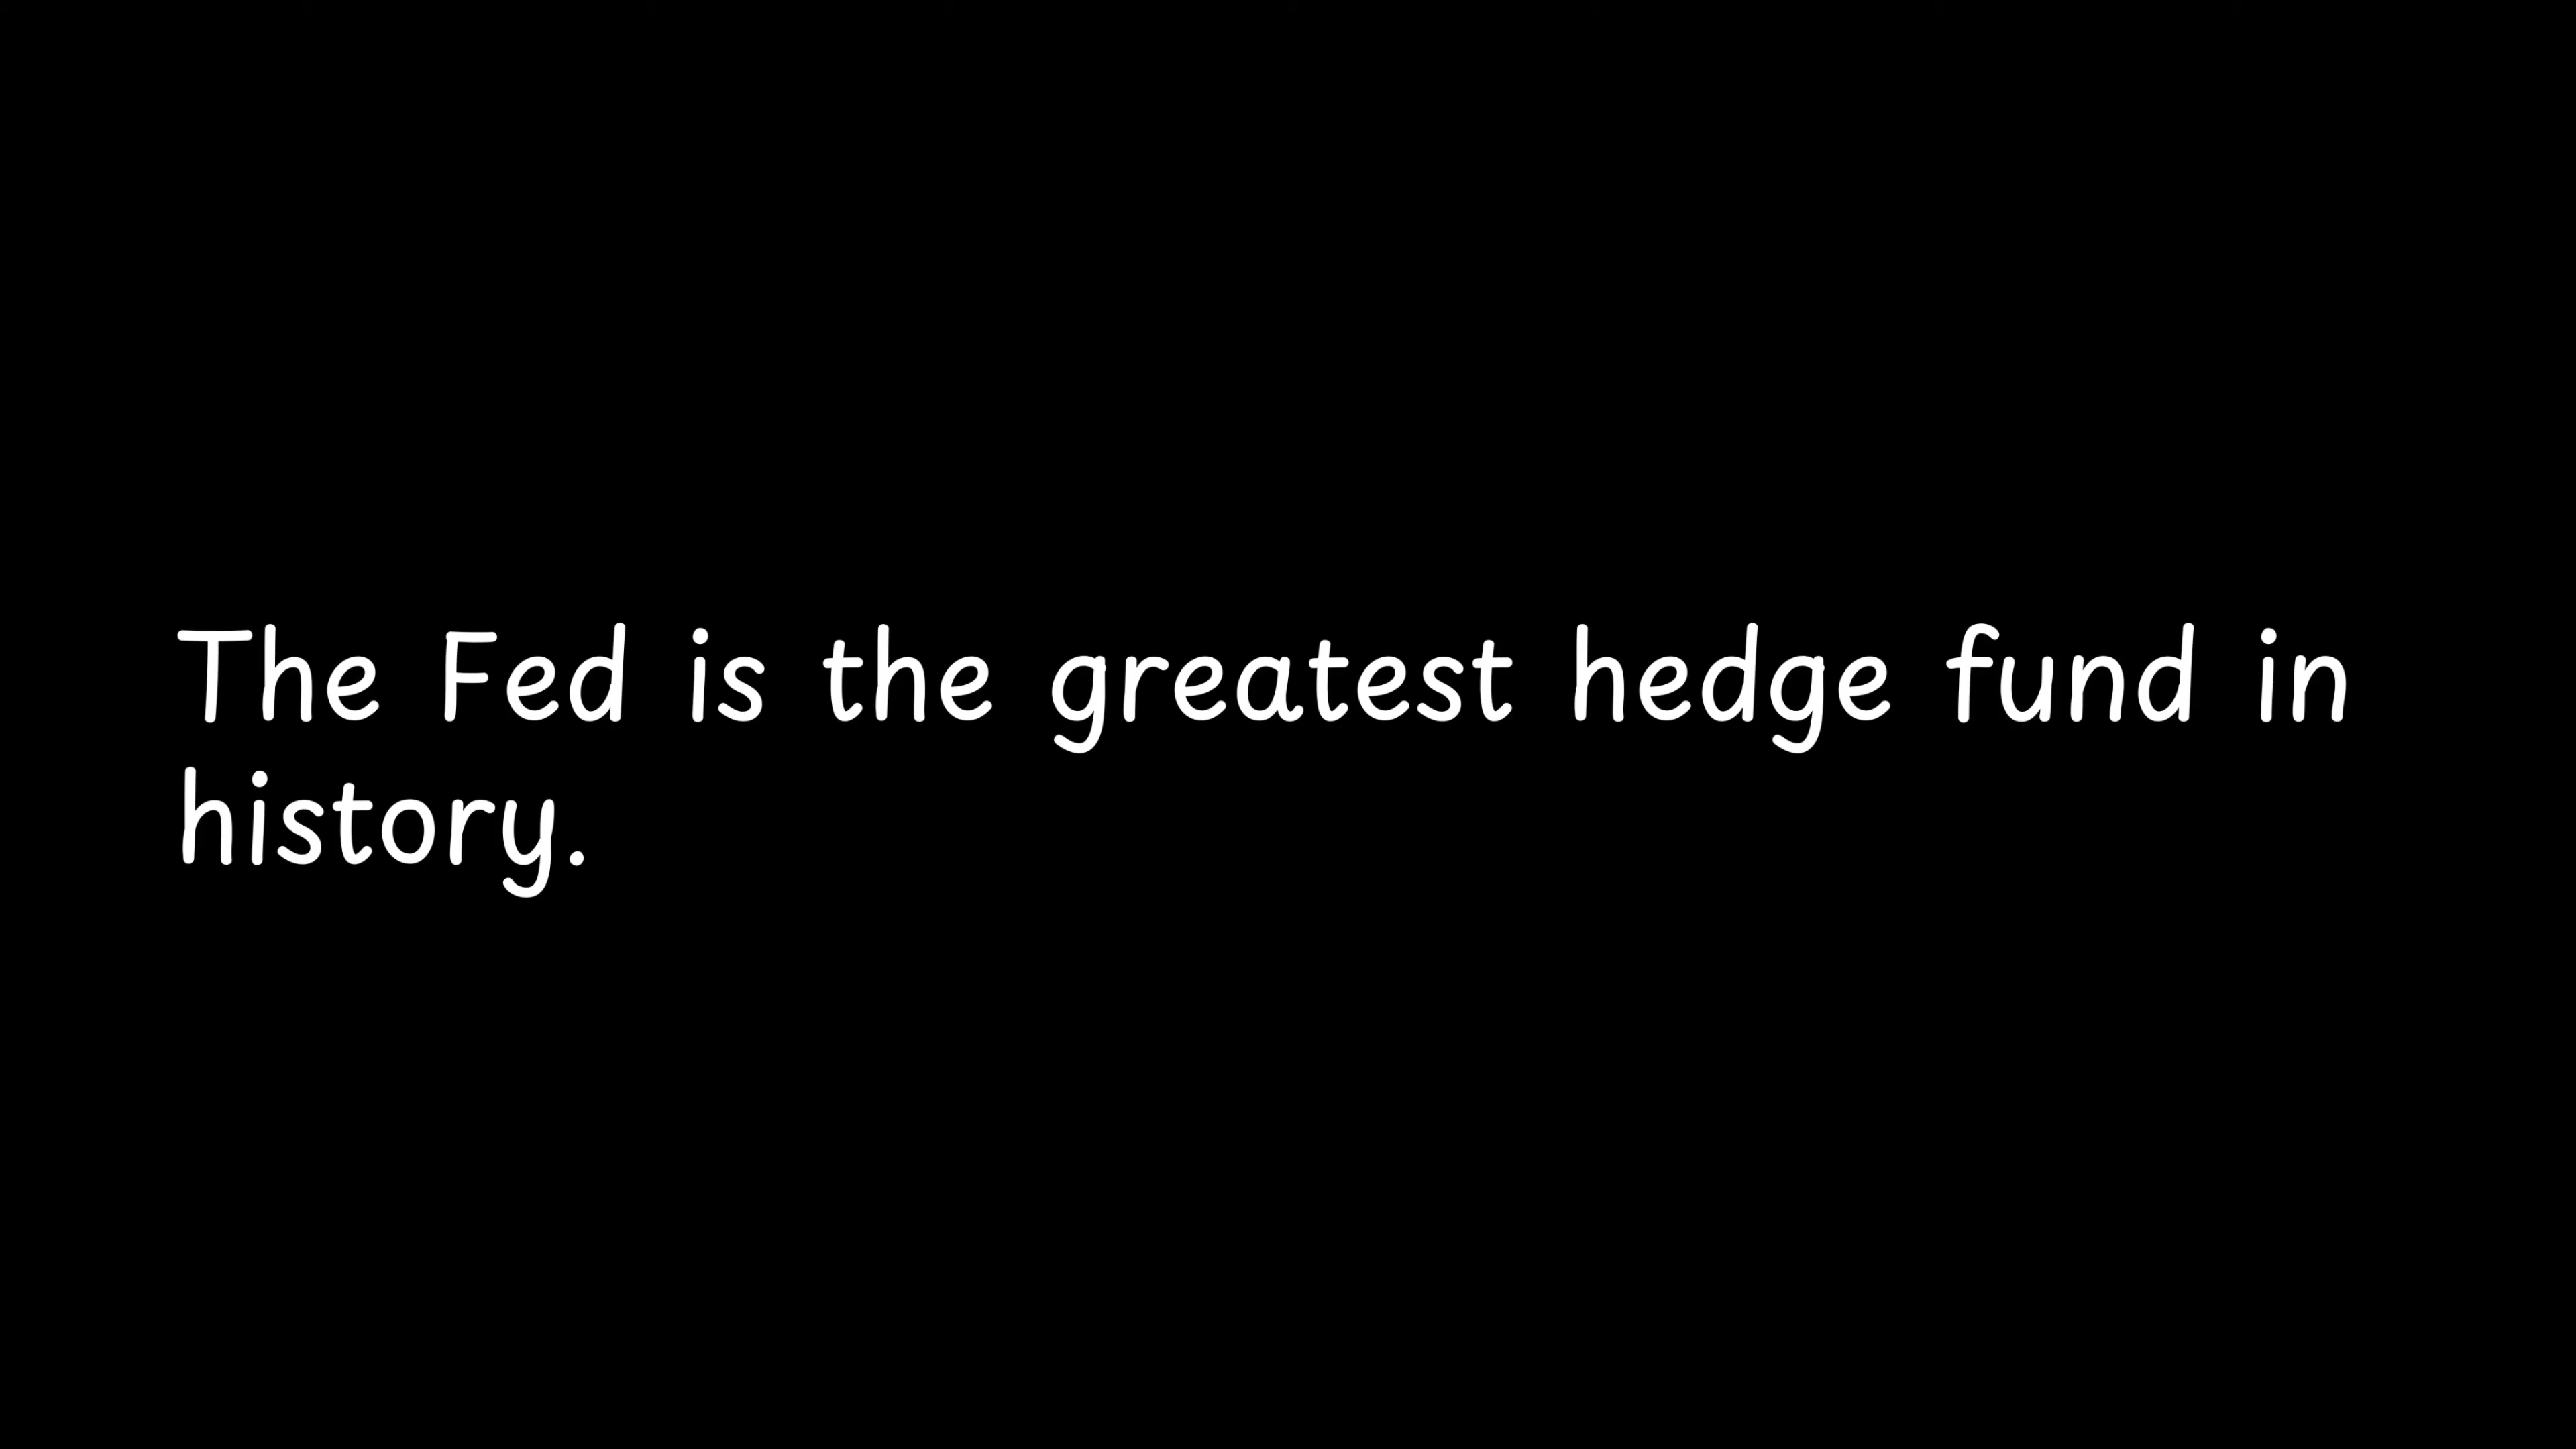 The Fed is the greatest hedge fund in
history.